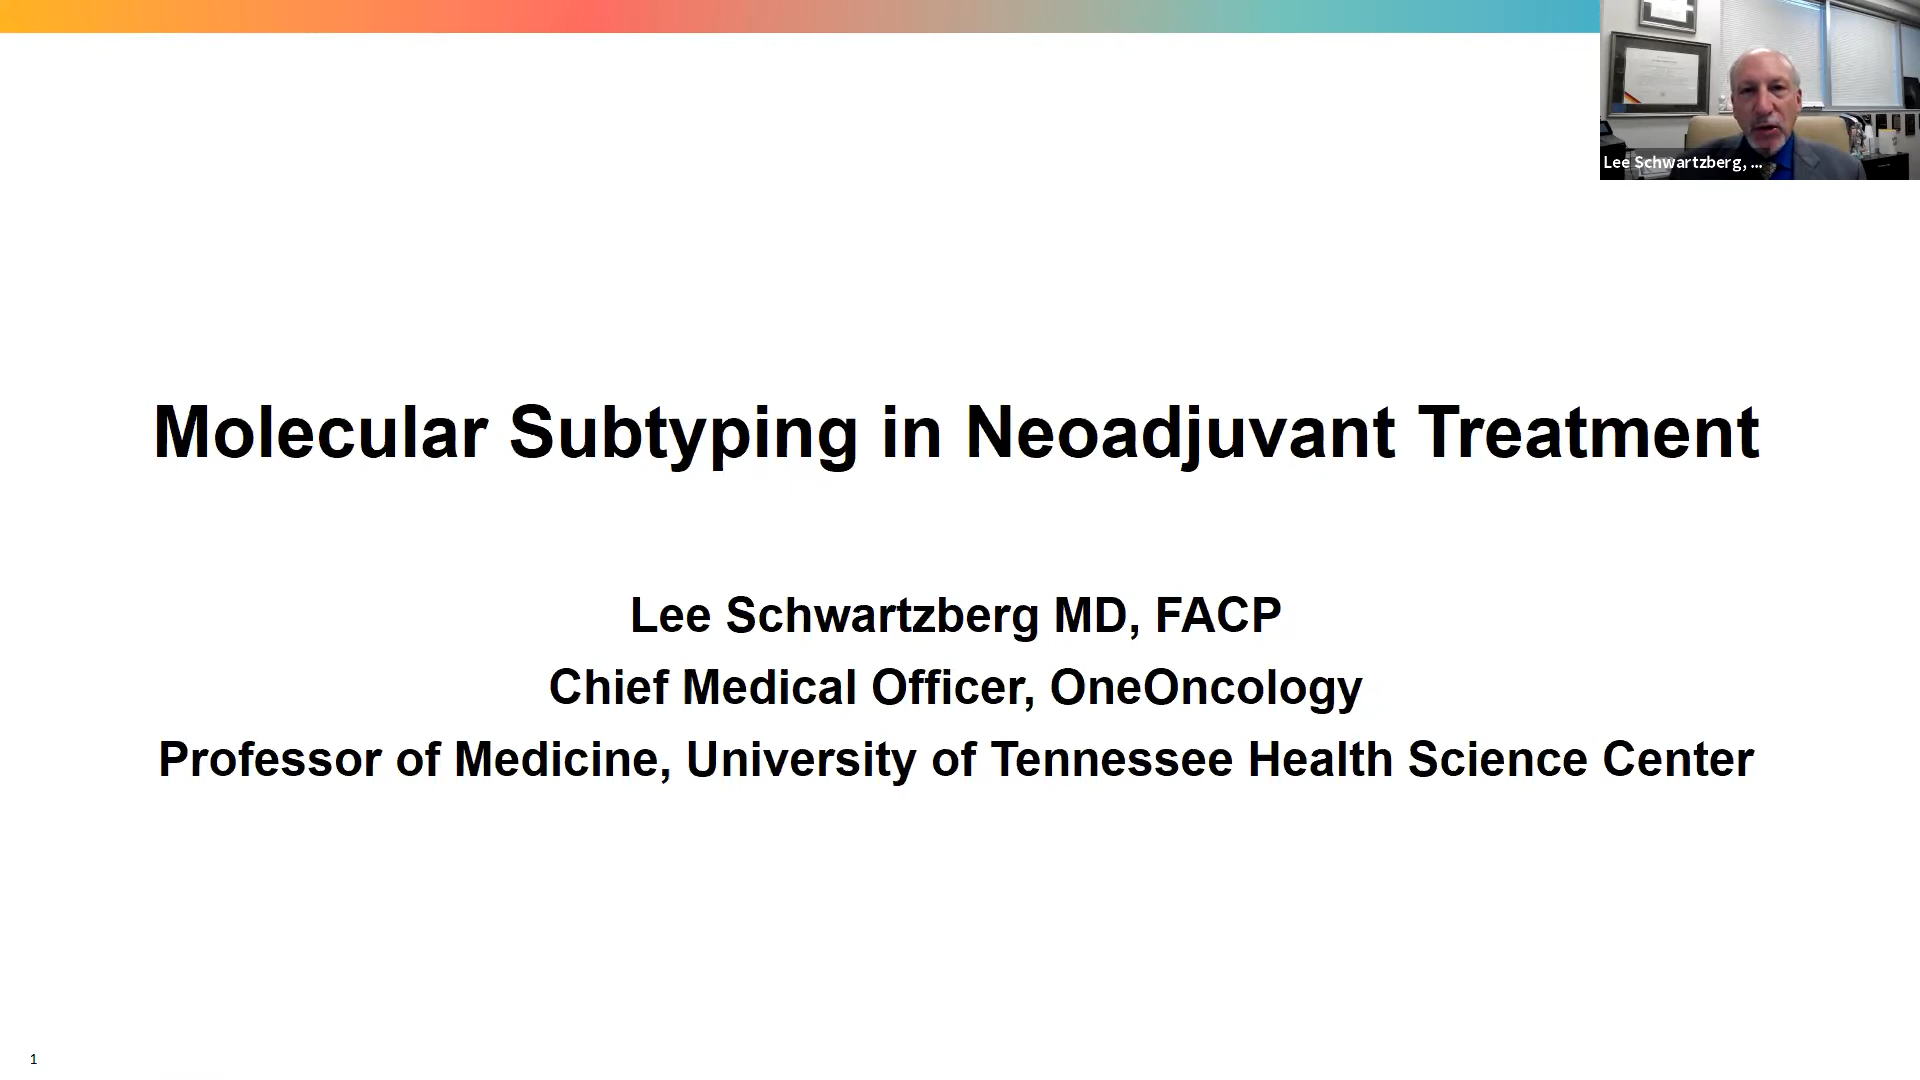 Lee Schwartzberg, ...
Molecular Subtyping in Neoadjuvant Treatment
Lee Schwartzberg MD, FACP
Chief Medical Officer, OneOncology
Professor of Medicine, University of Tennessee Health Science Center
1